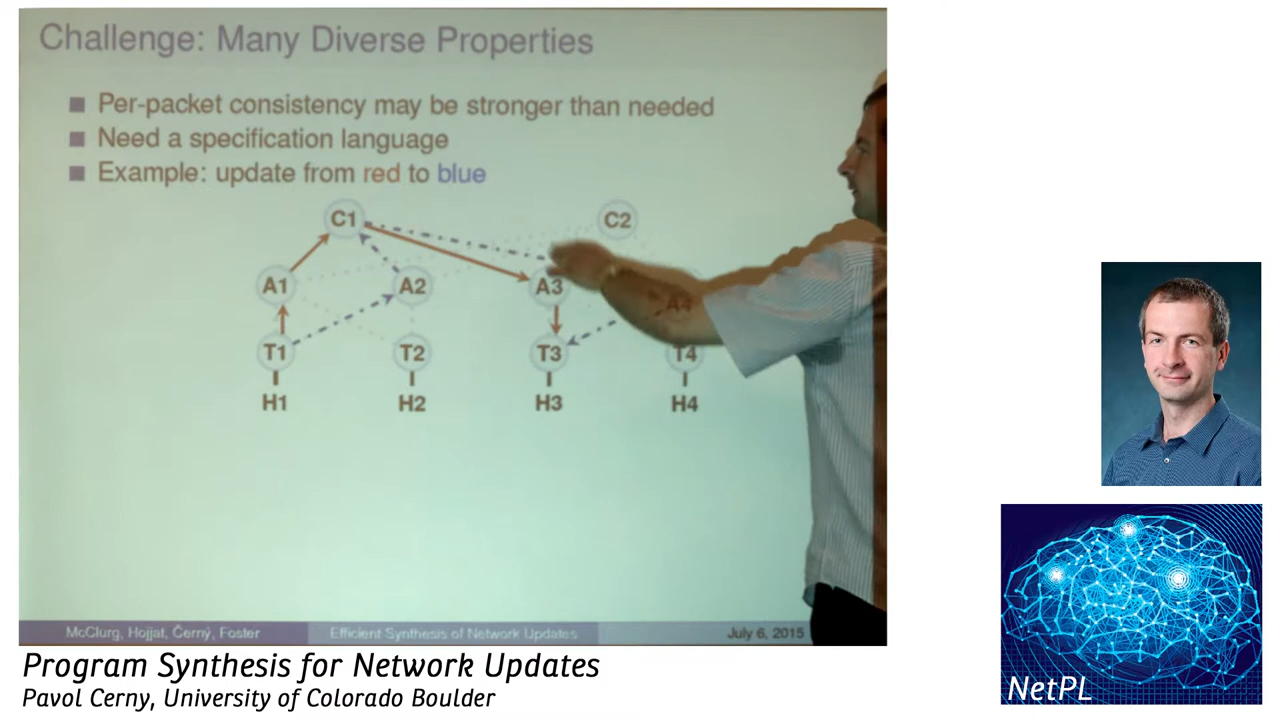 Challenge: Many Diverse Properties
Per-packet consistency may be stronger than needed
Need a specification language
Example: update from red to blue
C1 C2
A1 A2 A3 A4
T1 T2 T3 T4
H1 H2 H3 H4
McClurg, Hojjat, Černý, Foster Efficient Synthesis of Network Updates July 6, 2015
Program Synthesis for Network Updates
Pavol Cerny, University of Colorado Boulder
NetPL